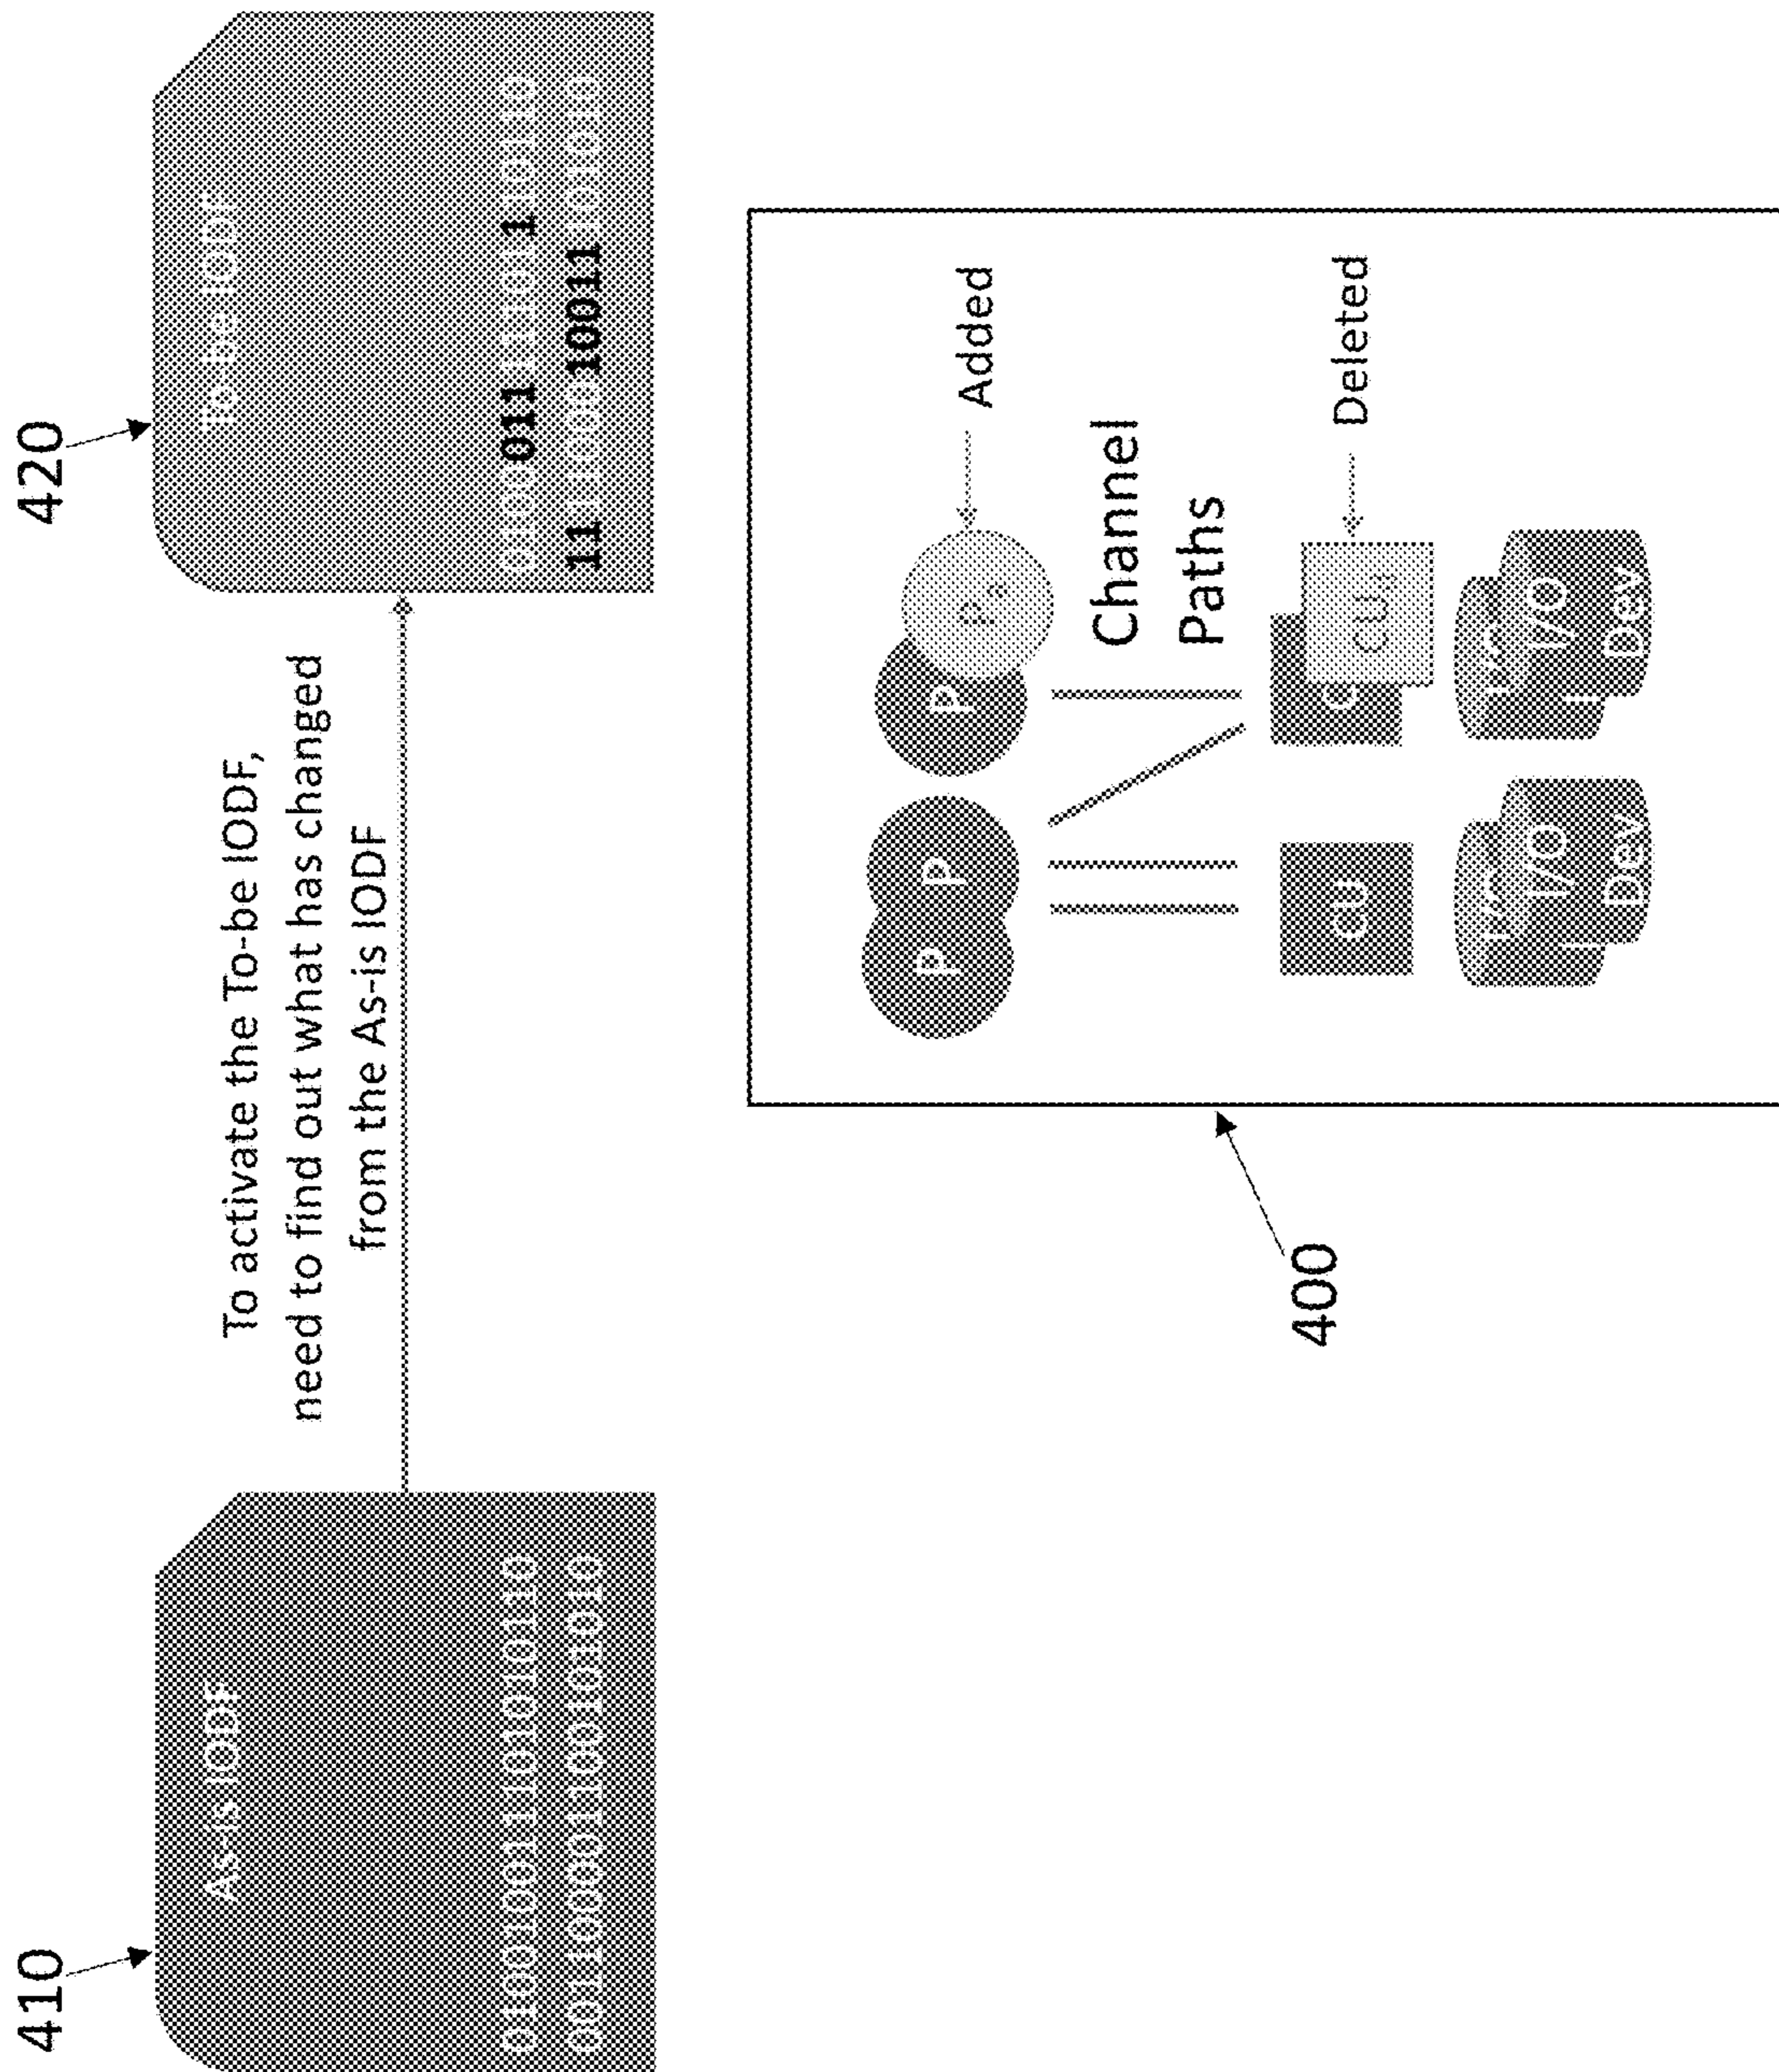 410
420
As-is IODF
To activate the To-be IODF,
need to find out what has changed
from the As-is IODF
To-be IODF
400
P P
P
Added
Channel
Paths
CU
Deleted
I/O
Dev
I/O
Dev